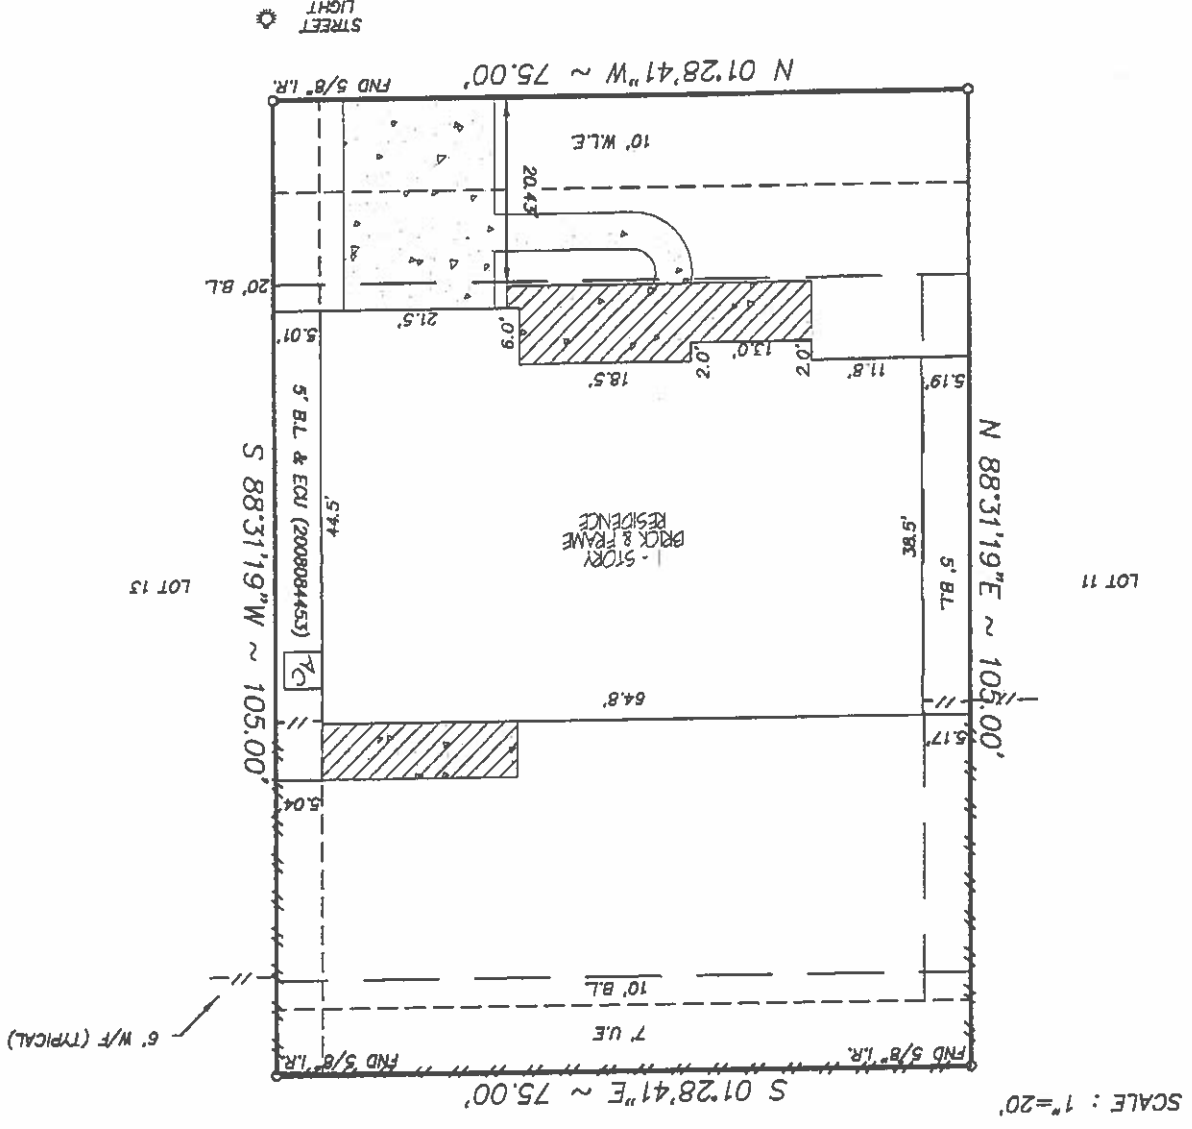 SCALE : 1"=20'
S 01°28'41"E ~ 75.00'
FND 5/8" I.R.
FND 5/8" I.R.
6' W/F (TYPICAL)
7' U.E
10' B.L.
5.04'
5.17'
64.8'
A/C
LOT 11
N 88°31'19"E ~ 105.00'
5' B.L.
38.5'
1 - STORY
BRICK & FRAME
RESIDENCE
44.5'
5' B.L. & ECU (2008084453)
S 88°31'19"W ~ 105.00'
LOT 13
5.19'
11.8'
2.0'
13.0'
2.0'
18.5'
6.0'
21.5'
5.01'
20' B.L.
20.43'
10' W.L.E.
FND 5/8" I.R.
N 01°28'41"W ~ 75.00'
STREET
LIGHT